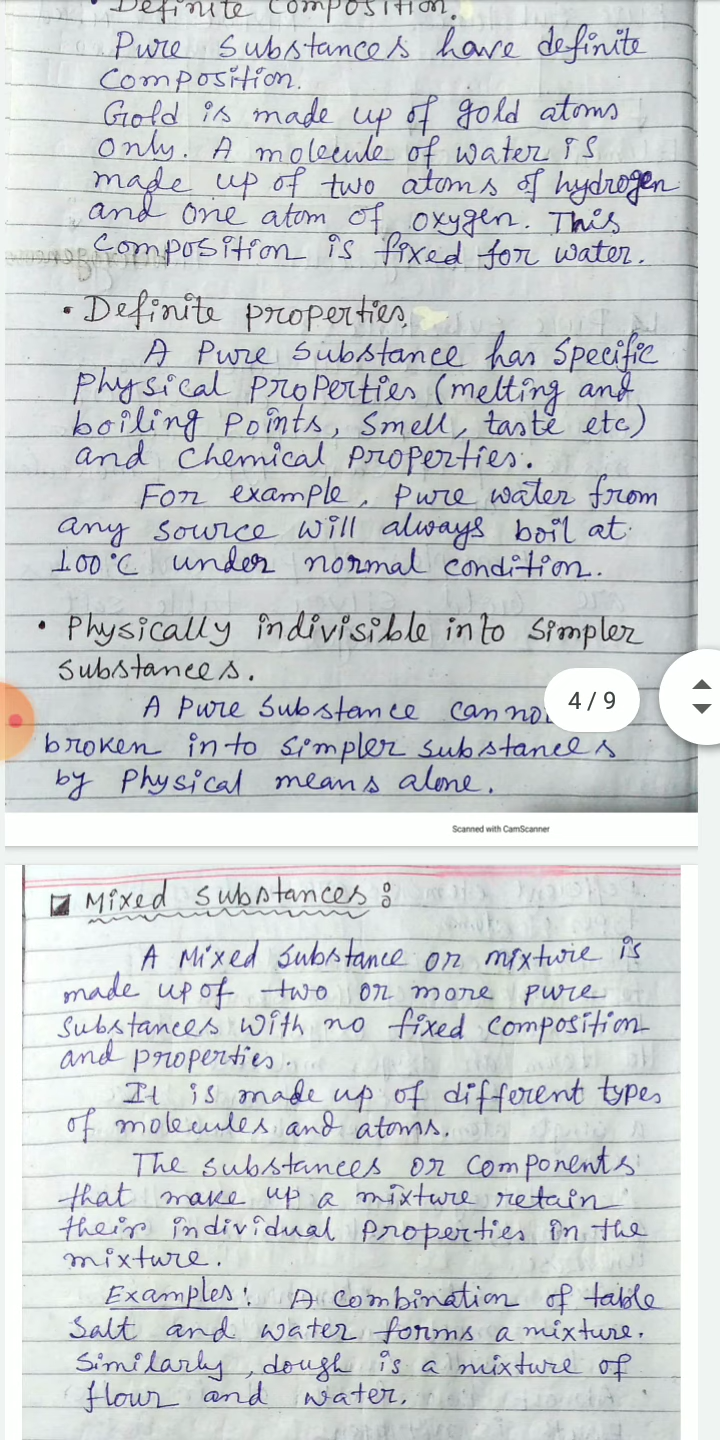 • Definite Composition.
Pure substances have definite
composition.
Gold is made up of gold atoms
only. A molecule of water is
made up of two atoms of hydrogen
and one atom of oxygen. This
composition is fixed for water.
• Definite properties.
A Pure substance has specific
physical properties (melting and
boiling points, smell, taste etc)
and chemical properties.
For example, pure water from
any source will always boil at
100°C under normal condition.
• Physically indivisible into simpler
substances.
A Pure substance
4 / 9
broken into simpler substances
by physical means alone.
Scanned with CamScanner
Mixed substances :
A Mixed substance or mixture is
made up of two or more pure
substances with no fixed composition
and properties.
It is made up of different types
of molecules and atoms.
The substances or components
that make up a mixture retain
their individual properties in the
mixture.
Examples: A combination of table
salt and water forms a mixture.
Similarly, dough is a mixture of
flour and water.